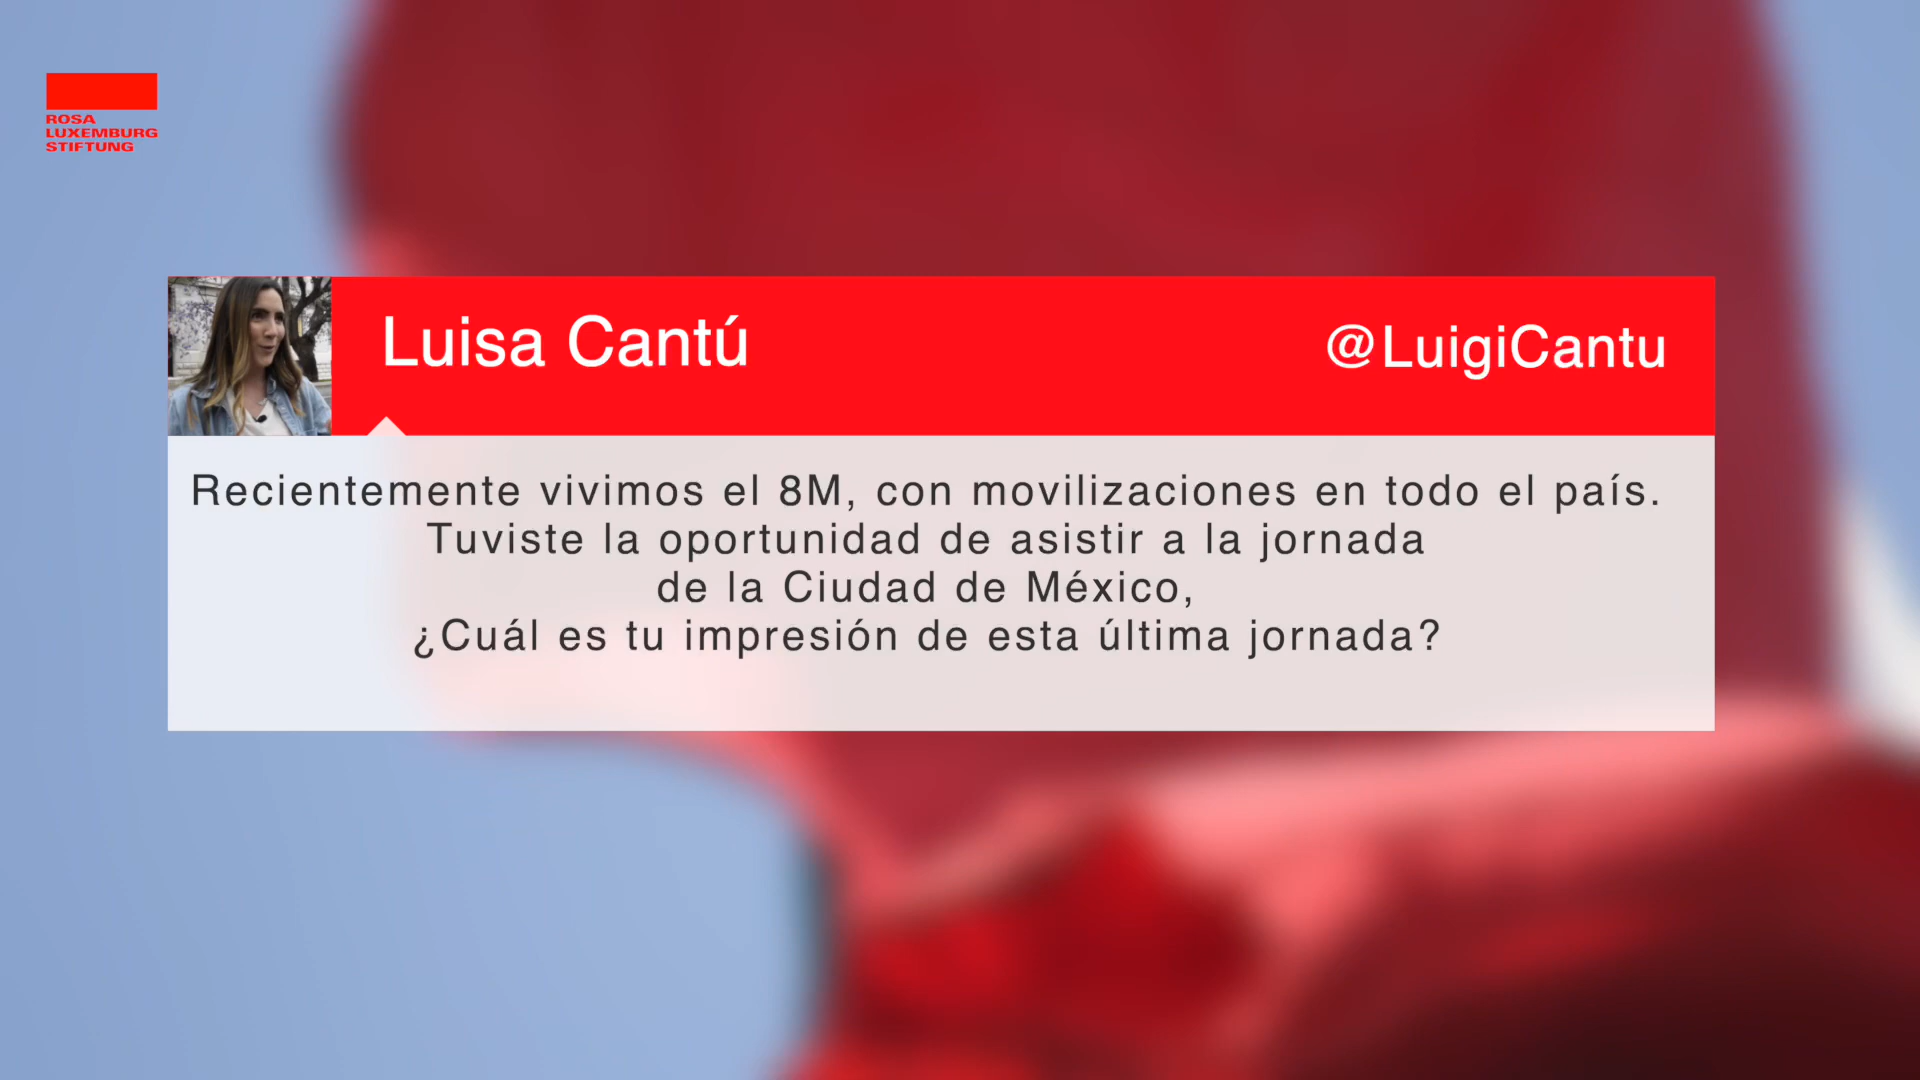 ROSA
LUXEMBURG
STIFTUNG
Luisa Cantú
@LuigiCantu
Recientemente vivimos el 8M, con movilizaciones en todo el país.
Tuviste la oportunidad de asistir a la jornada
de la Ciudad de México,
¿Cuál es tu impresión de esta última jornada?